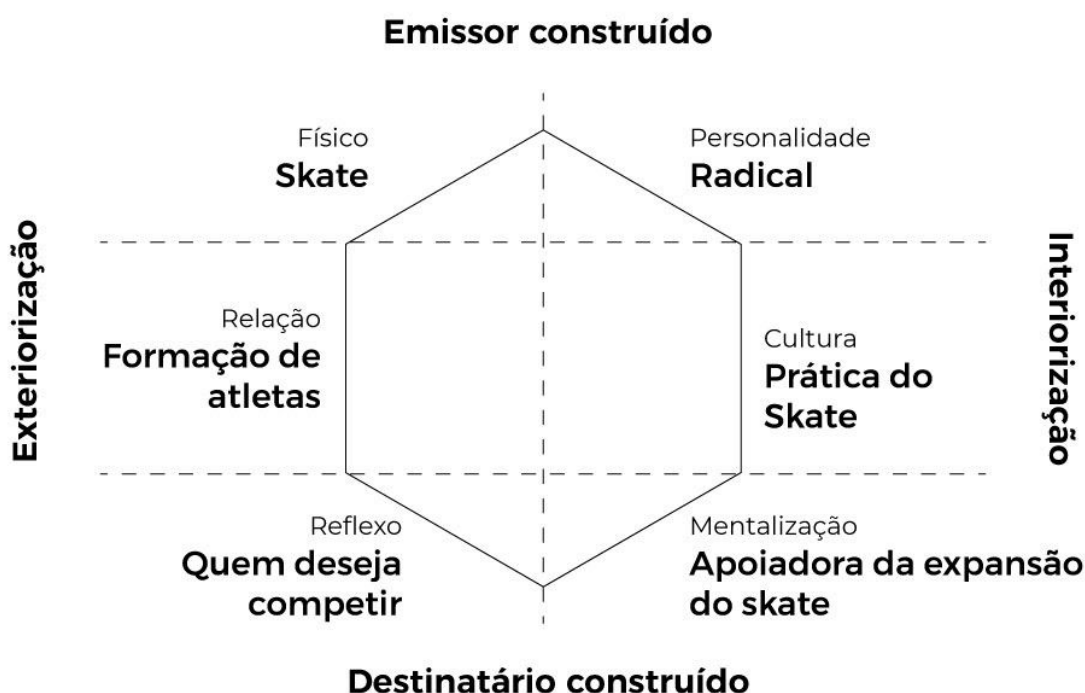 Emissor construído
Físico
Skate
Personalidade
Radical
Exteriorização
Interiorização
Relação
Formação de
atletas
Cultura
Prática do
Skate
Reflexo
Quem deseja
competir
Mentalização
Apoiadora da expansão
do skate
Destinatário construído